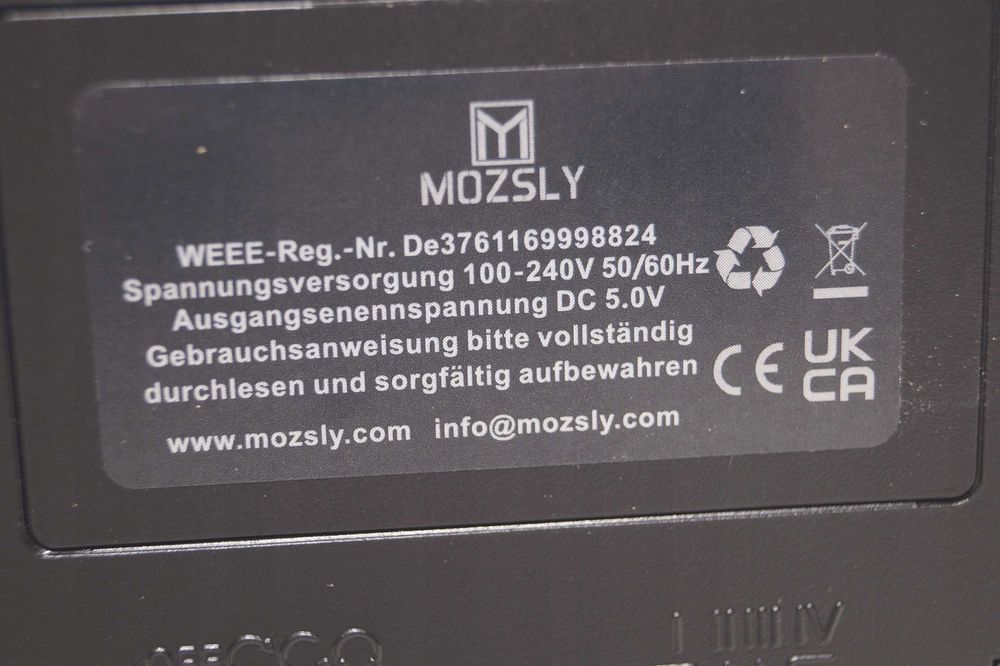 MOZSLY
WEEE-Reg.-Nr. De3761169998824
Spannungsversorgung 100-240V 50/60Hz
Ausgangsenennspannung DC 5.0V
Gebrauchsanweisung bitte vollständig
durchlesen und sorgfältig aufbewahren
CE
UK
CA
www.mozsly.com info@mozsly.com